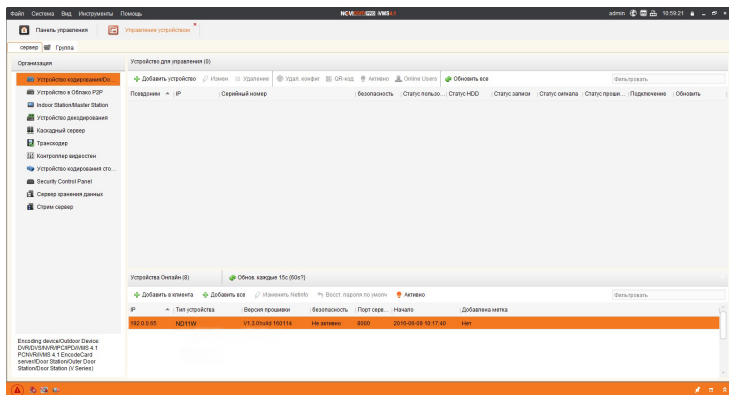 Файл Система Вид Инструменты Помощь
admin 10:59:21
Панель управления
Управление устройством
сервер Группа
Организация
Устройство для управления (0)
Устройство кодирования/Do...
Устройство в Облако P2P
Indoor Station/Master Station
Устройство декодирования
Каскадный сервер
Транскодер
Контроллер видеостен
Устройство кодирования сто...
Security Control Panel
Сервер хранения данных
Стрим сервер
Добавить устройство Измен Удаление Удал. конфиг QR-код Активно Online Users Обновить все Фильтровать
Псевдоним IP Серийный номер безопасность Статус пользо... Статус HDD Статус записи Статус сигнала Статус проши... Подключение Обновить
Устройства Онлайн (8) Обнов. каждые 15с (60s?)
Добавить в клиента Добавить все Изменить Netinfo Восст. пароля по умолч Активно Фильтровать
IP Тип устройства Версия прошивки безопасность Порт серв... Начало Добавлена метка
192.0.0.65 ND11W V1.3.0build 160114 Не активно 8000 2016-06-09 10:17:40 Нет
Encoding device/Outdoor Device:
DVR/DVS/NVR/IPC/IPD/iVMS 4.1
PCNVR/iVMS 4.1 EncodeCard
server/Door Station/Outer Door
Station/Door Station (V Series)